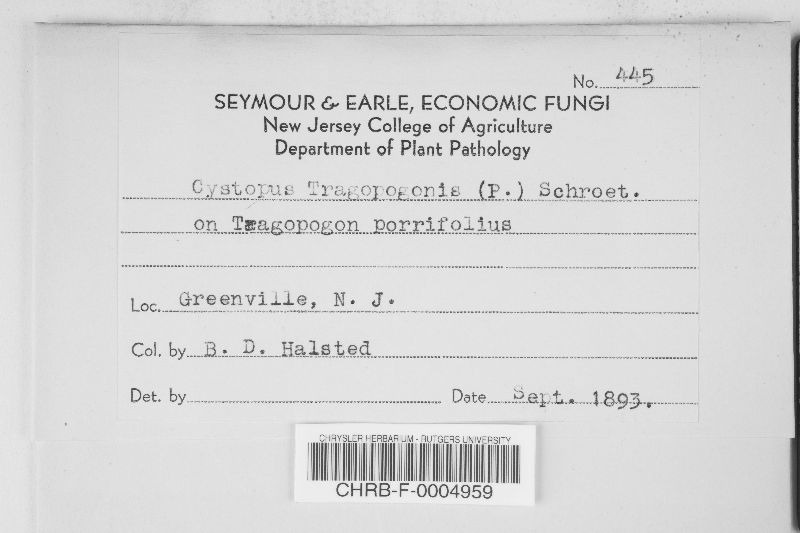 No. 445
SEYMOUR & EARLE, ECONOMIC FUNGI
New Jersey College of Agriculture
Department of Plant Pathology
Cystopus Tragopogonis (P.) Schroet.
on Tragopogon porrifolius
Loc. Greenville, N. J.
Col. by B. D. Halsted
Det. by Date Sept. 1893.
CHRYSLER HERBARIUM - RUTGERS UNIVERSITY
CHRB-F-0004959